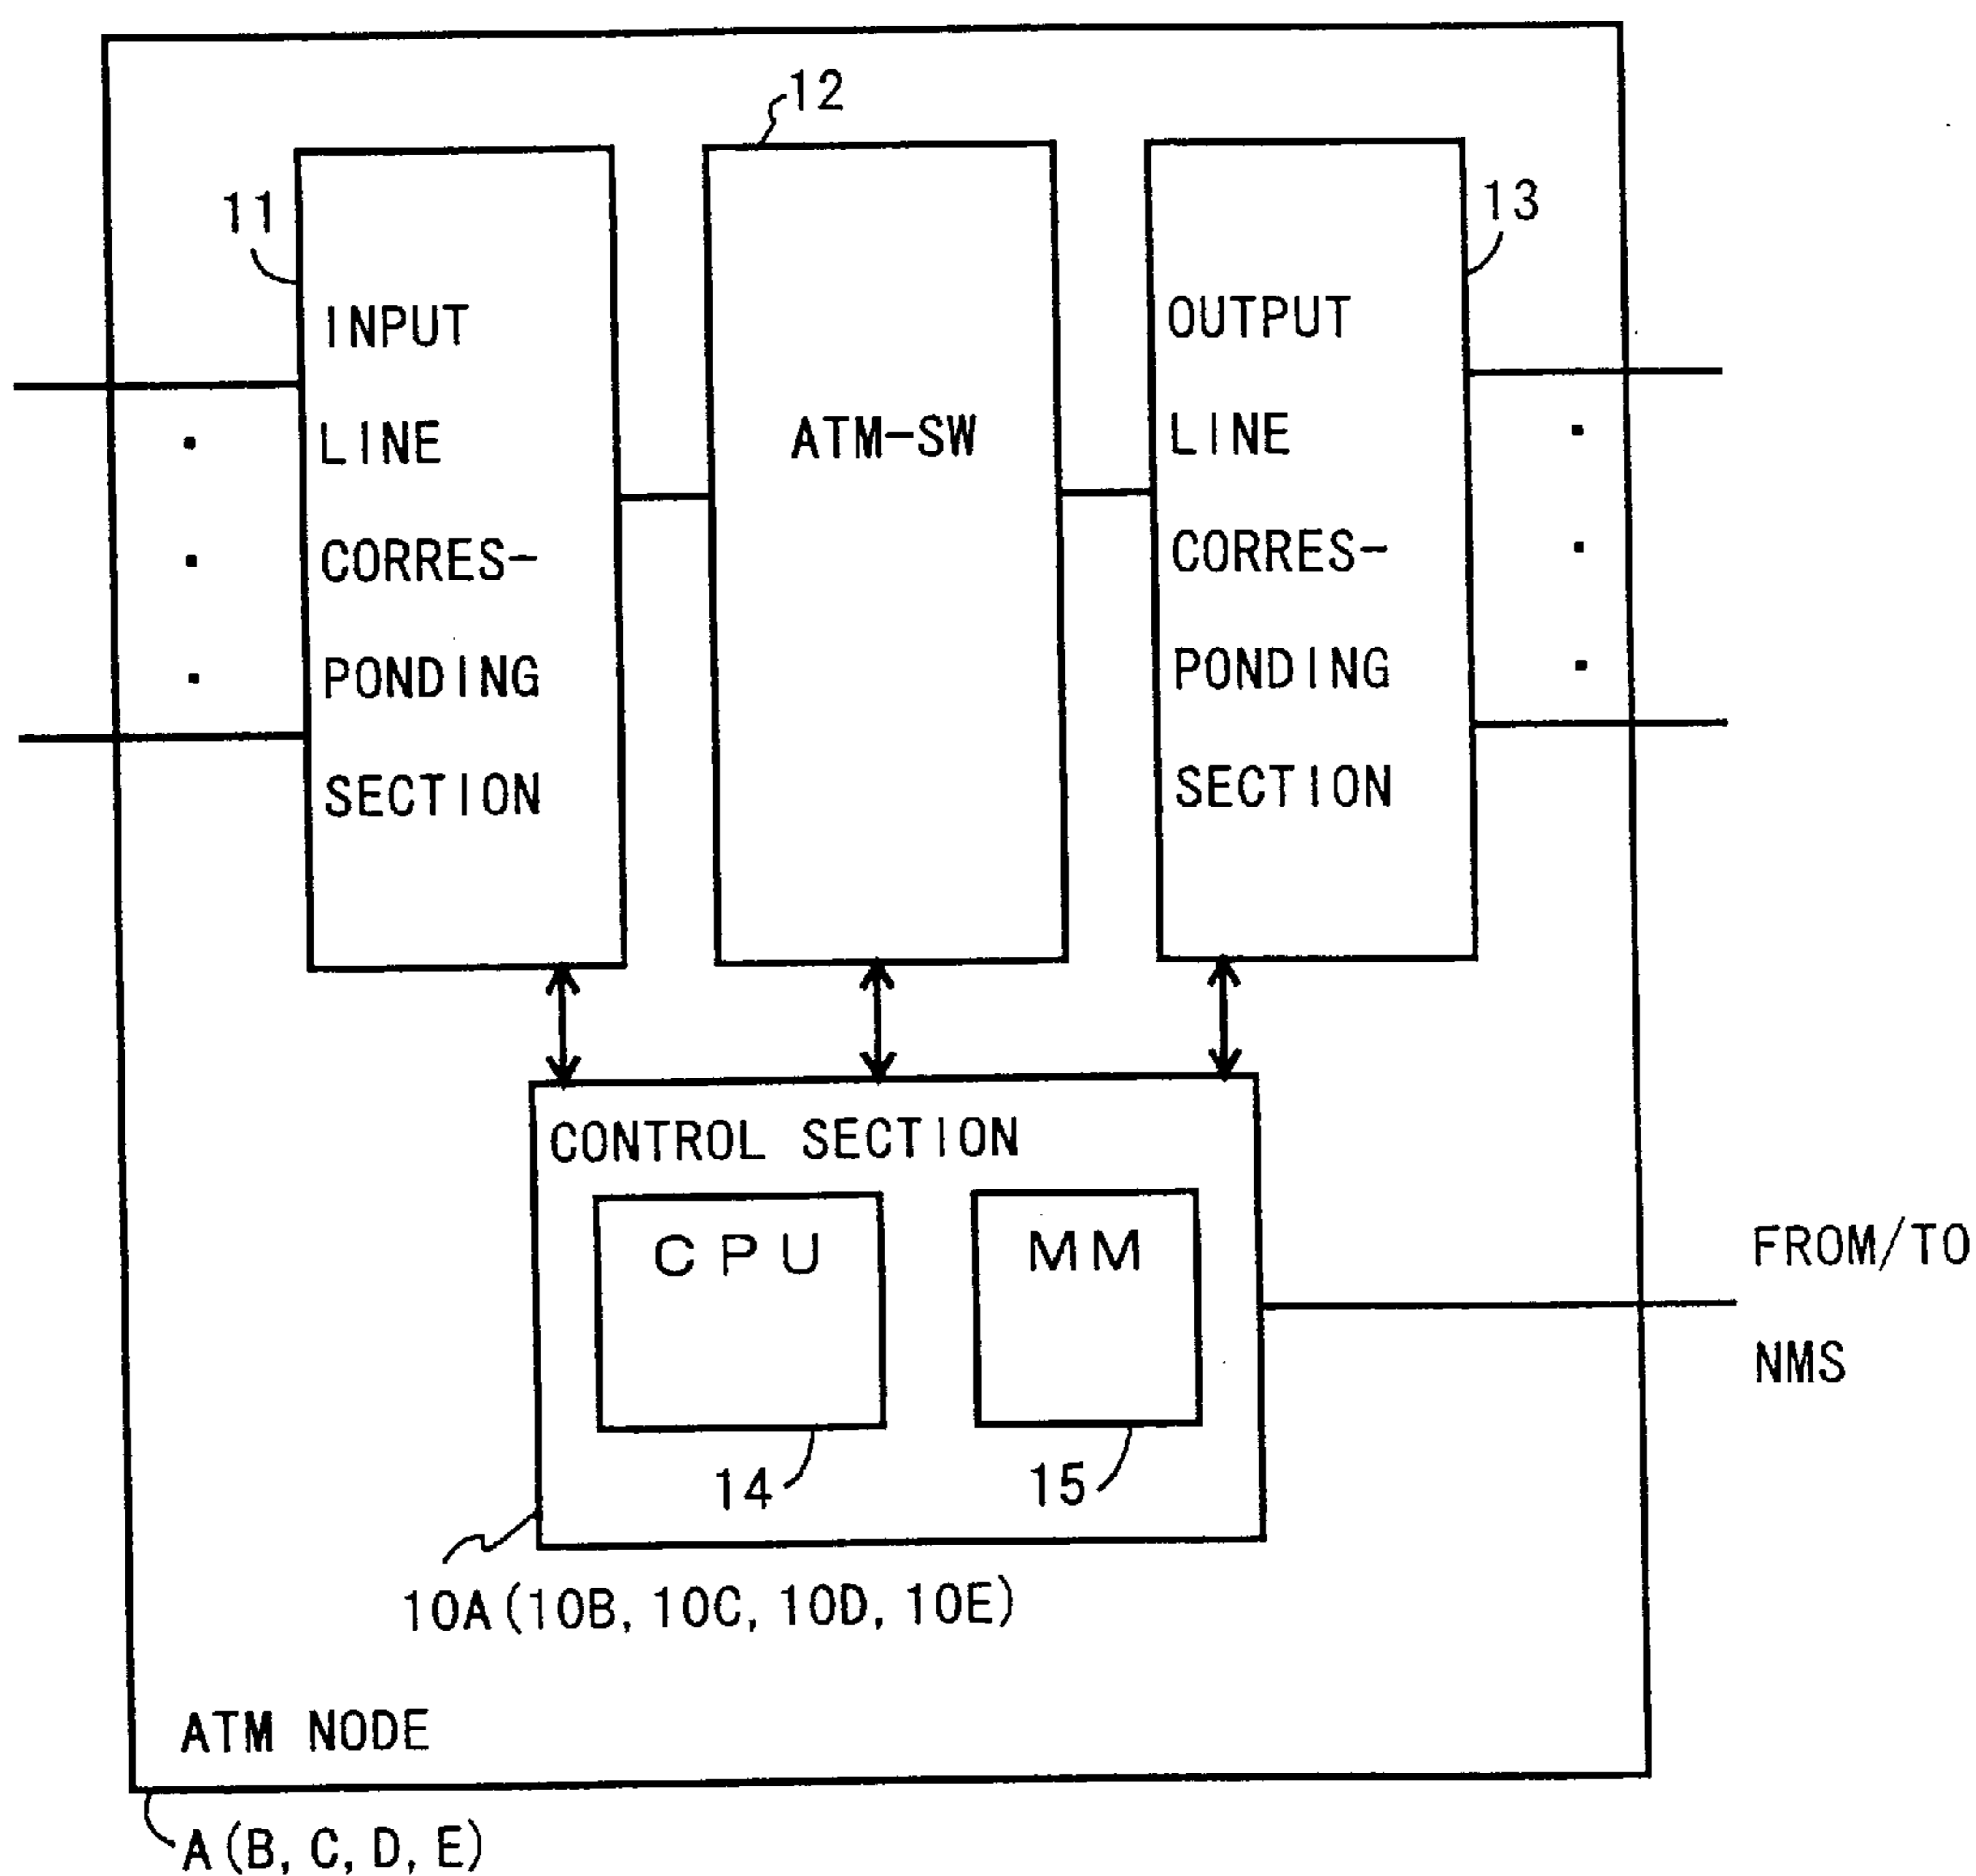 12
11
13
INPUT
LINE
CORRES-
PONDING
SECTION
ATM-SW
OUTPUT
LINE
CORRES-
PONDING
SECTION
CONTROL SECTION
CPU
MM
14
15
FROM/TO
NMS
10A(10B, 10C, 10D, 10E)
ATM NODE
A(B, C, D, E)